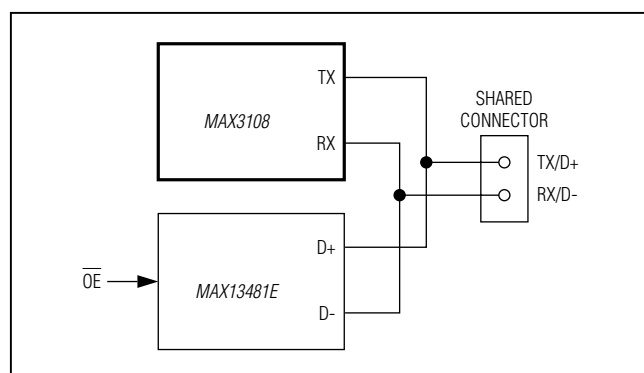 TX
MAX3108
RX
SHARED
CONNECTOR
TX/D+
RX/D-
D+
OE
MAX13481E
D-